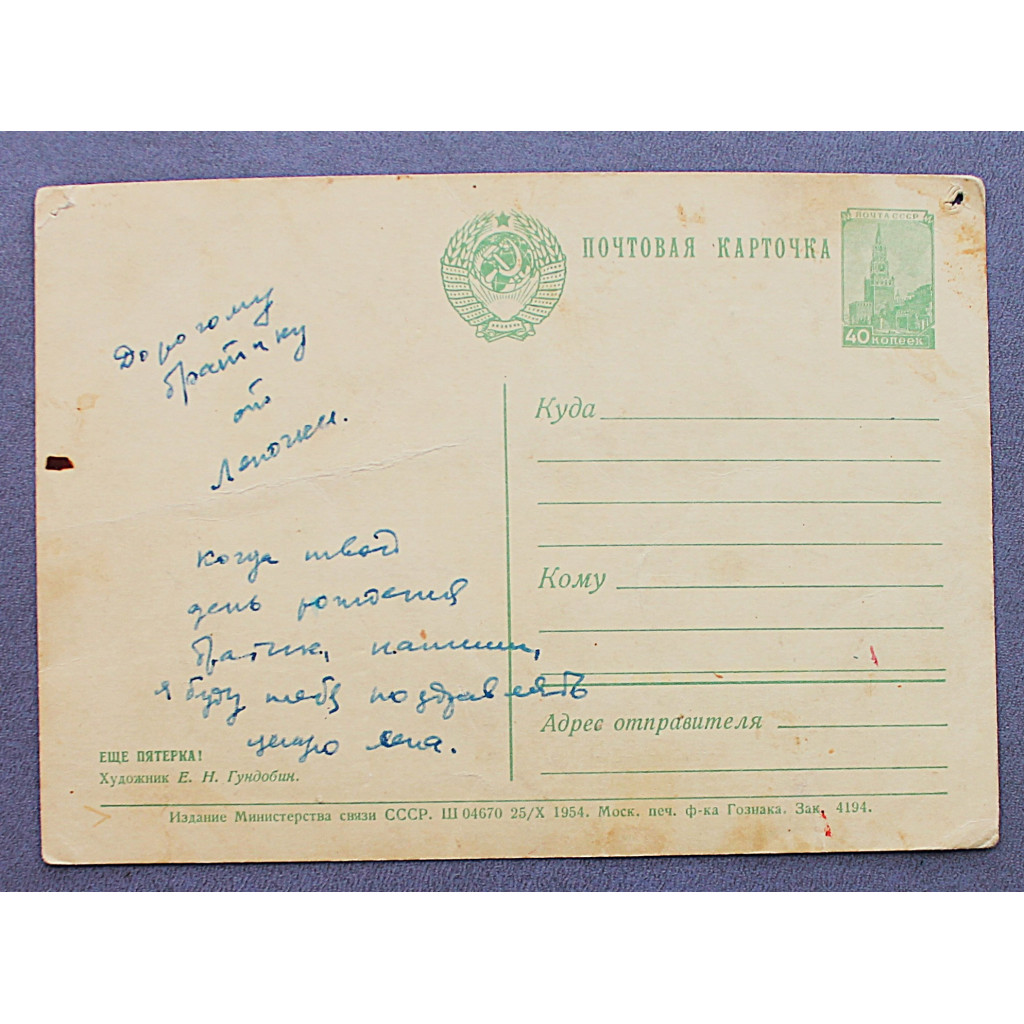 ПОЧТА СССР
40 КОПЕЕК
ПОЧТОВАЯ КАРТОЧКА
Дорогому
братику
от
Леночки.
когда твой
день рождения
братик, напиши,
я буду тебя поздравлять
целую Лена.
Куда
Кому
Адрес отправителя
ЕЩЕ ПЯТЕРКА!
Художник Е. Н. Гундобин.
Издание Министерства связи СССР. Ш 04670 25/X 1954. Моск. печ. ф-ка Гознака. Зак. 4194.